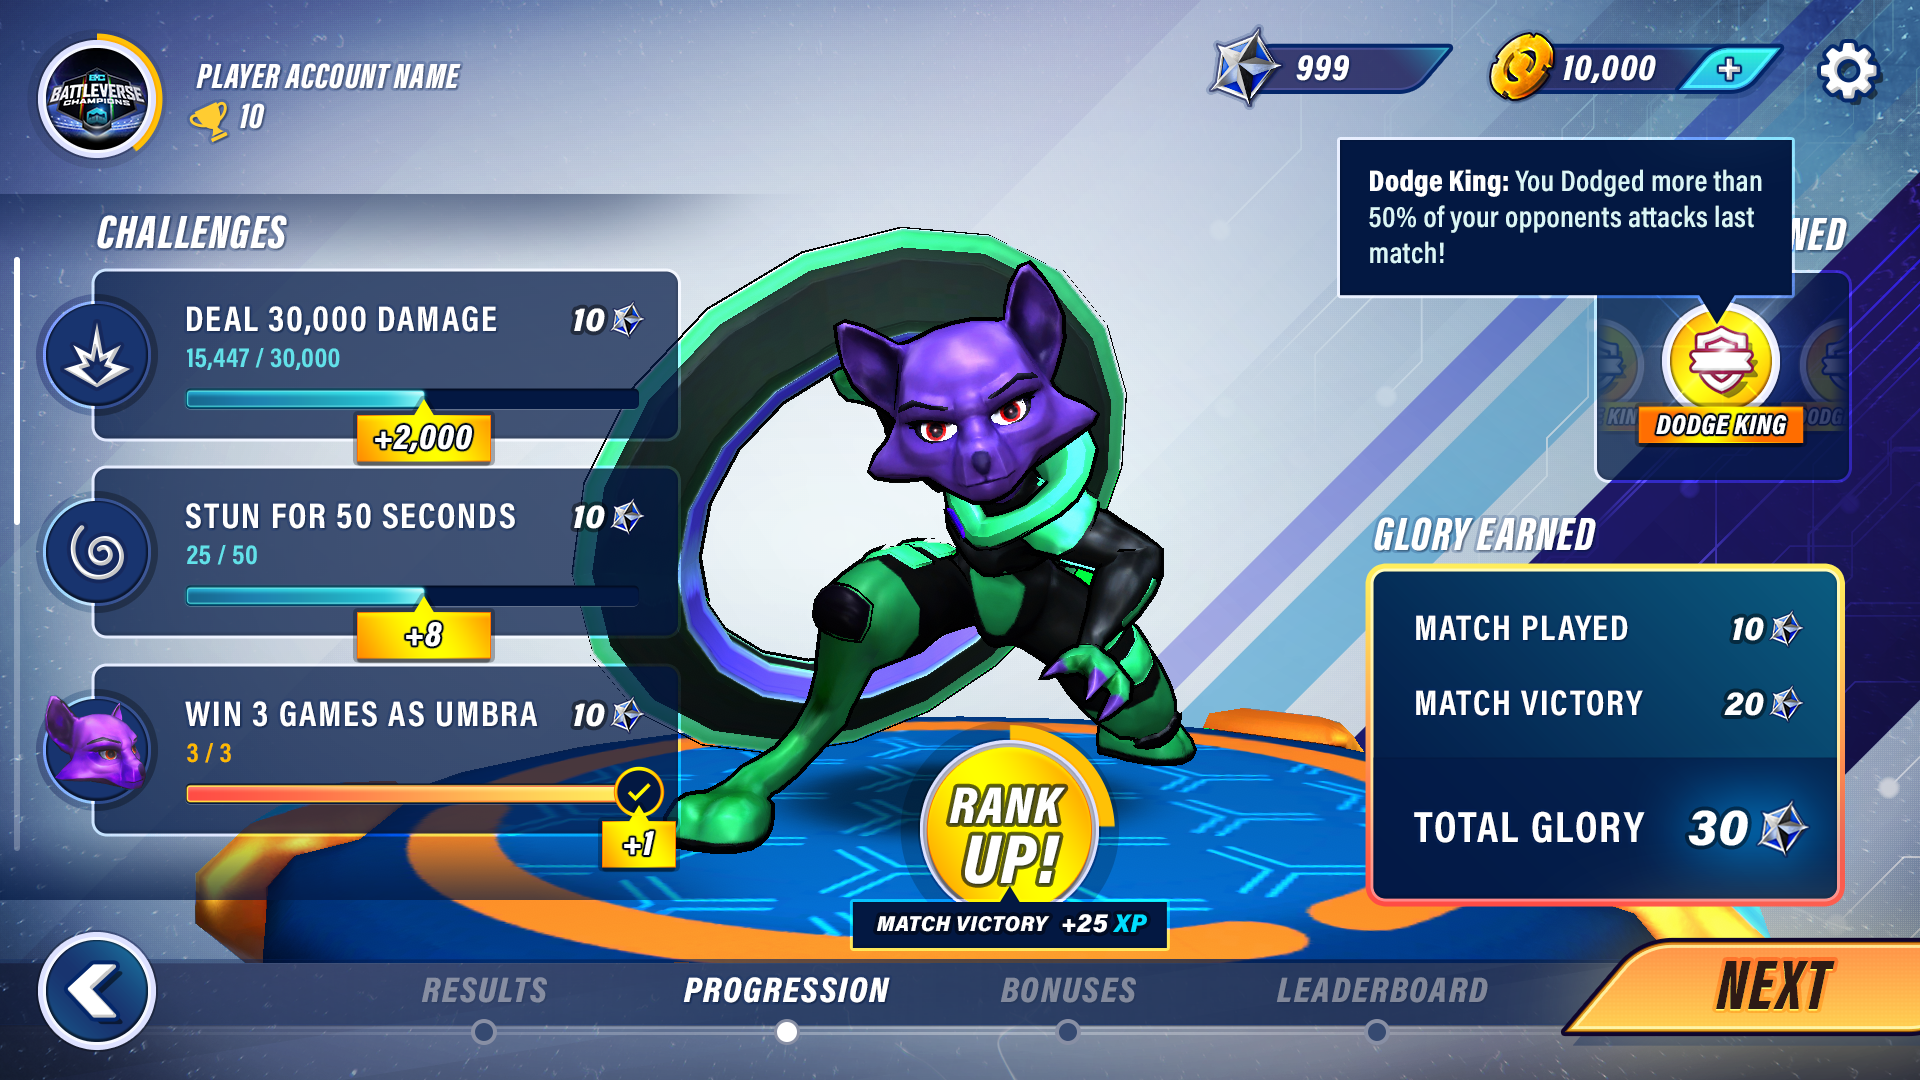 BATTLEVERSE
CHAMPIONS
PLAYER ACCOUNT NAME
10
999
10,000
+
Dodge King: You Dodged more than
50% of your opponents attacks last
match!
NED
DODGE KING
CHALLENGES
DEAL 30,000 DAMAGE 10
15,447 / 30,000
+2,000
STUN FOR 50 SECONDS 10
25 / 50
+8
WIN 3 GAMES AS UMBRA 10
3 / 3
+1
RANK
UP!
MATCH VICTORY +25 XP
GLORY EARNED
MATCH PLAYED 10
MATCH VICTORY 20
TOTAL GLORY 30
RESULTS
PROGRESSION
BONUSES
LEADERBOARD
NEXT